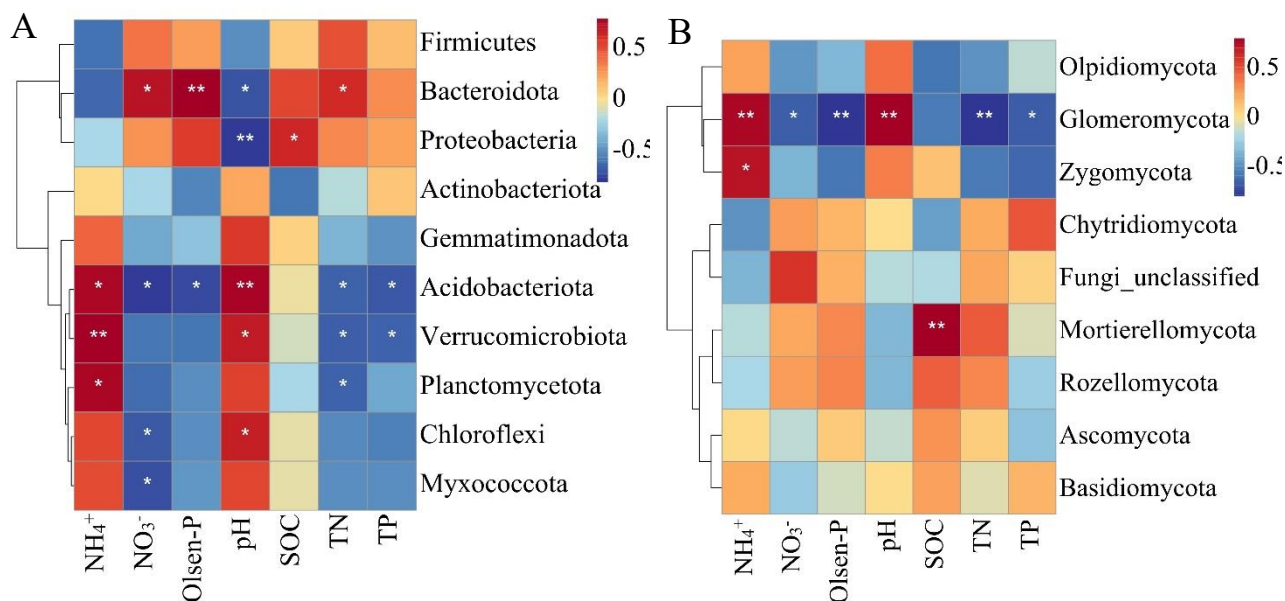 A
Firmicutes
* ** * * Bacteroidota
** * Proteobacteria
Actinobacteriota
Gemmatimonadota
* * * ** * * Acidobacteriota
** * * * Verrucomicrobiota
* * Planctomycetota
* * Chloroflexi
* Myxococcota
NH₄⁺ NO₃⁻ Olsen-P pH SOC TN TP
0.5
0
-0.5
B
Olpidiomycota
** * ** ** ** * Glomeromycota
* Zygomycota
Chytridiomycota
Fungi_unclassified
** Mortierellomycota
Rozellomycota
Ascomycota
Basidiomycota
NH₄⁺ NO₃⁻ Olsen-P pH SOC TN TP
0.5
0
-0.5